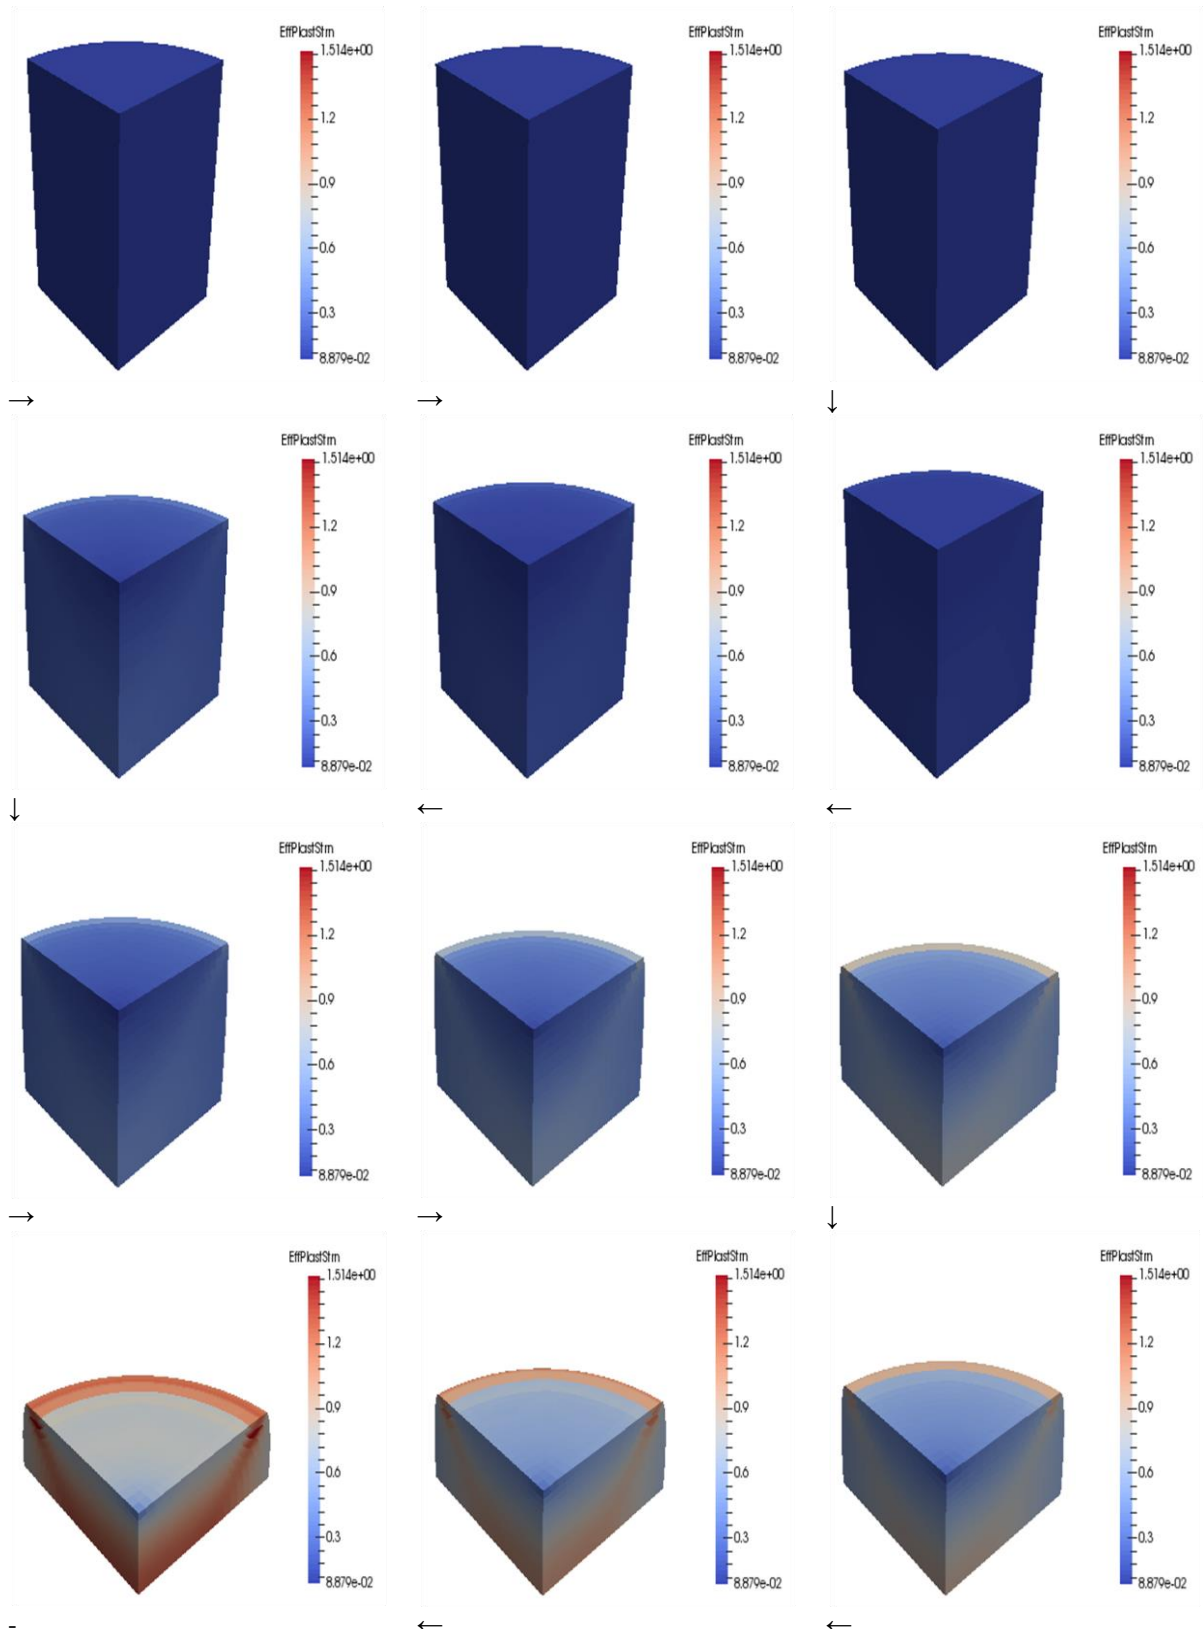 EffPlastStrn
1.514e+00
1.2
0.9
0.6
0.3
8.879e-02
→
EffPlastStrn
1.514e+00
1.2
0.9
0.6
0.3
8.879e-02
→
EffPlastStrn
1.514e+00
1.2
0.9
0.6
0.3
8.879e-02
↓
EffPlastStrn
1.514e+00
1.2
0.9
0.6
0.3
8.879e-02
↓
EffPlastStrn
1.514e+00
1.2
0.9
0.6
0.3
8.879e-02
←
EffPlastStrn
1.514e+00
1.2
0.9
0.6
0.3
8.879e-02
←
EffPlastStrn
1.514e+00
1.2
0.9
0.6
0.3
8.879e-02
→
EffPlastStrn
1.514e+00
1.2
0.9
0.6
0.3
8.879e-02
→
EffPlastStrn
1.514e+00
1.2
0.9
0.6
0.3
8.879e-02
↓
EffPlastStrn
1.514e+00
1.2
0.9
0.6
0.3
8.879e-02
-
EffPlastStrn
1.514e+00
1.2
0.9
0.6
0.3
8.879e-02
←
EffPlastStrn
1.514e+00
1.2
0.9
0.6
0.3
8.879e-02
←